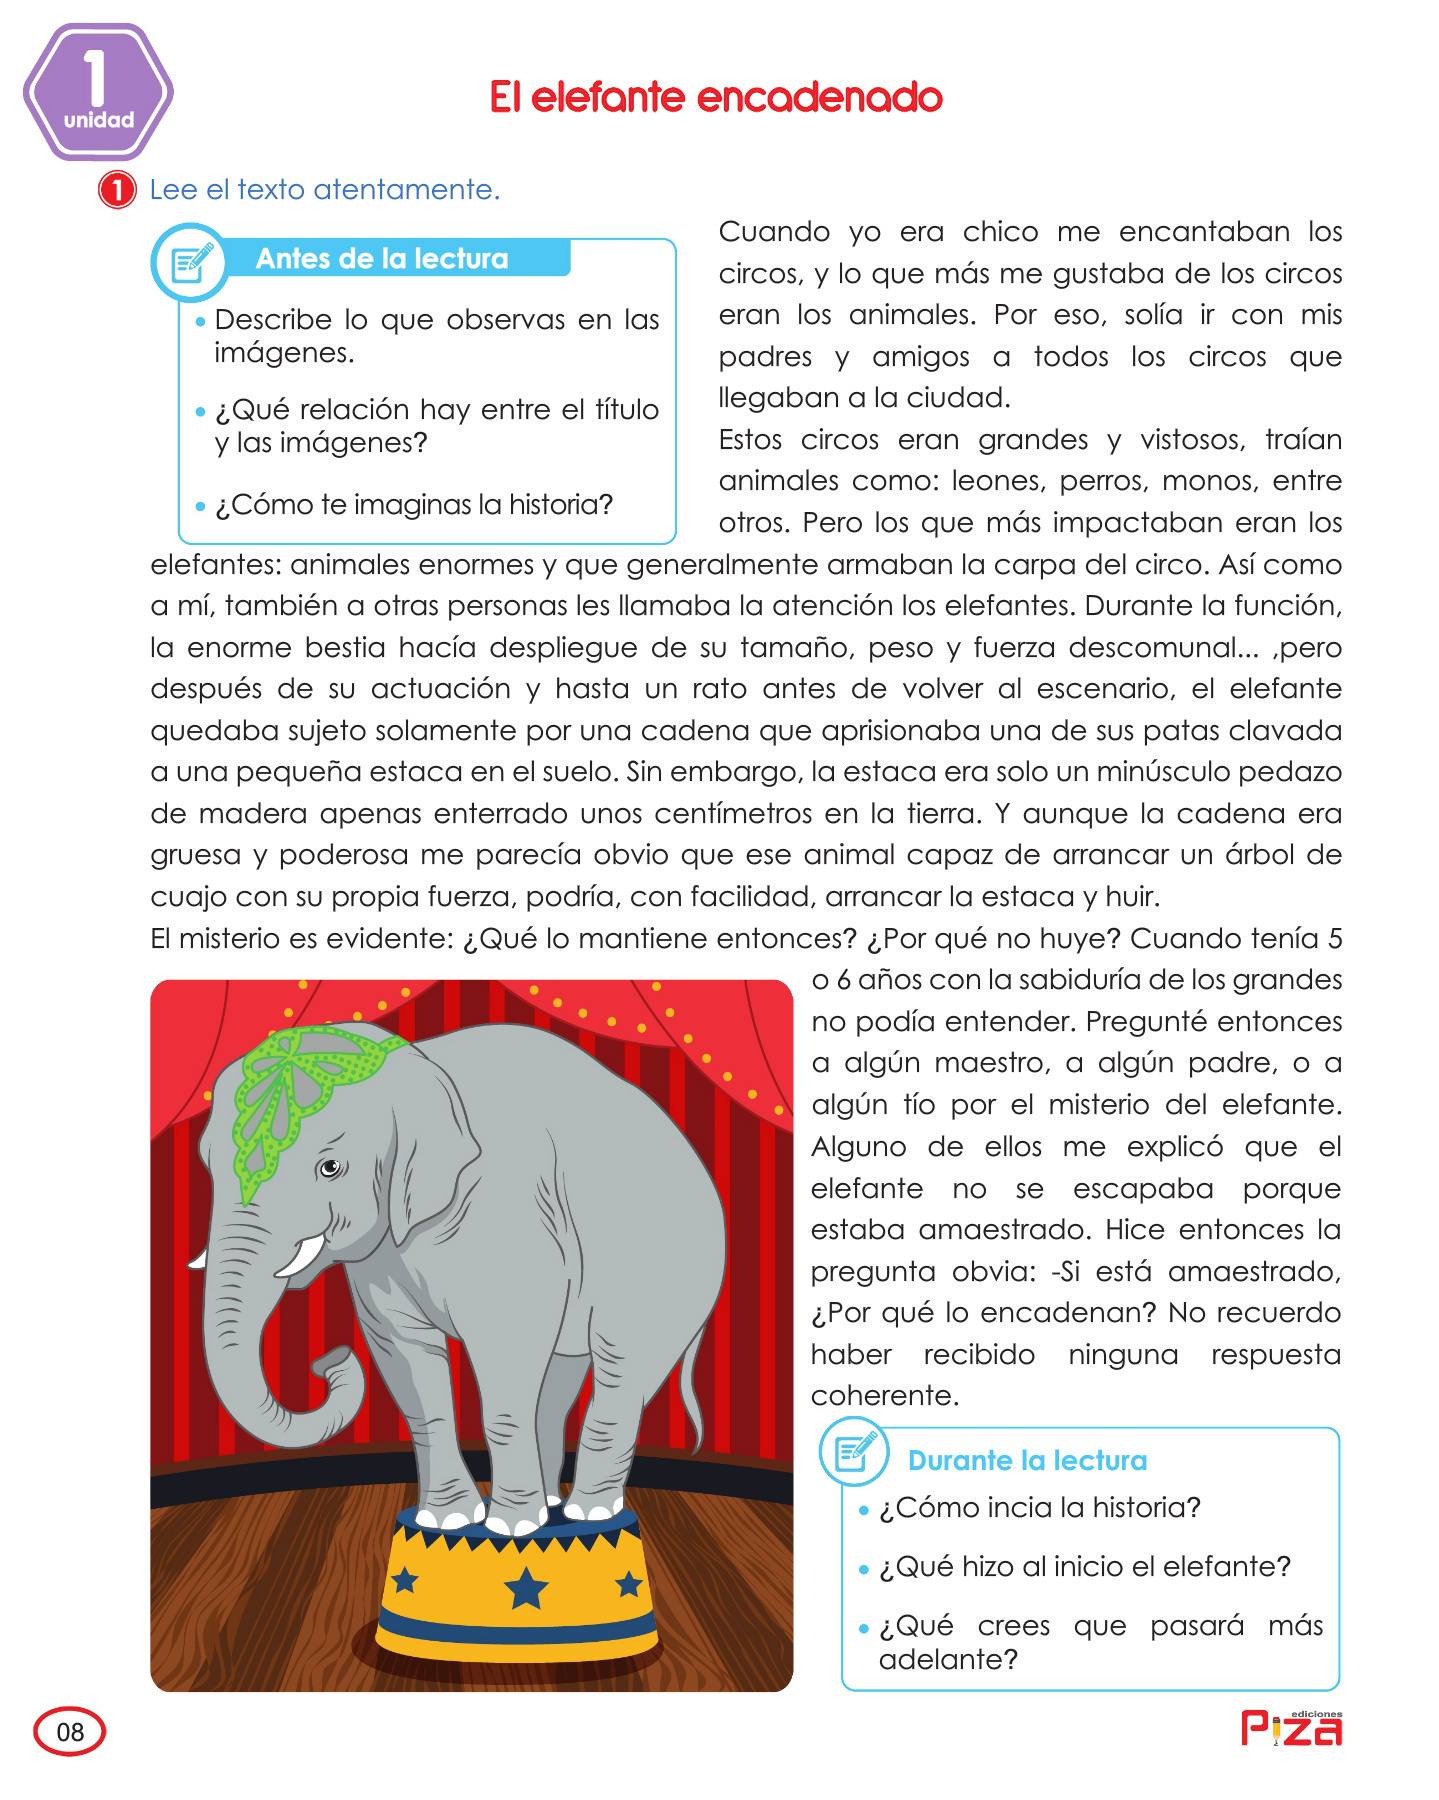 1
unidad
El elefante encadenado
1 Lee el texto atentamente.
Antes de la lectura
• Describe lo que observas en las
imágenes.
• ¿Qué relación hay entre el título
y las imágenes?
• ¿Cómo te imaginas la historia?
Cuando yo era chico me encantaban los
circos, y lo que más me gustaba de los circos
eran los animales. Por eso, solía ir con mis
padres y amigos a todos los circos que
llegaban a la ciudad.
Estos circos eran grandes y vistosos, traían
animales como: leones, perros, monos, entre
otros. Pero los que más impactaban eran los
elefantes: animales enormes y que generalmente armaban la carpa del circo. Así como
a mí, también a otras personas les llamaba la atención los elefantes. Durante la función,
la enorme bestia hacía despliegue de su tamaño, peso y fuerza descomunal... ,pero
después de su actuación y hasta un rato antes de volver al escenario, el elefante
quedaba sujeto solamente por una cadena que aprisionaba una de sus patas clavada
a una pequeña estaca en el suelo. Sin embargo, la estaca era solo un minúsculo pedazo
de madera apenas enterrado unos centímetros en la tierra. Y aunque la cadena era
gruesa y poderosa me parecía obvio que ese animal capaz de arrancar un árbol de
cuajo con su propia fuerza, podría, con facilidad, arrancar la estaca y huir.
El misterio es evidente: ¿Qué lo mantiene entonces? ¿Por qué no huye? Cuando tenía 5
o 6 años con la sabiduría de los grandes
no podía entender. Pregunté entonces
a algún maestro, a algún padre, o a
algún tío por el misterio del elefante.
Alguno de ellos me explicó que el
elefante no se escapaba porque
estaba amaestrado. Hice entonces la
pregunta obvia: -Si está amaestrado,
¿Por qué lo encadenan? No recuerdo
haber recibido ninguna respuesta
coherente.
Durante la lectura
• ¿Cómo incia la historia?
• ¿Qué hizo al inicio el elefante?
• ¿Qué crees que pasará más
adelante?
08
ediciones
Piza